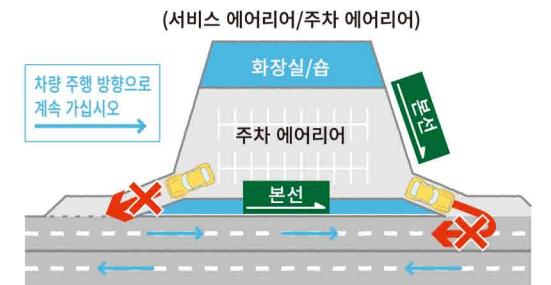 (서비스 에어리어/주차 에어리어)
화장실/숍
차량 주행 방향으로
계속 가십시오
본선
주차 에어리어
본선